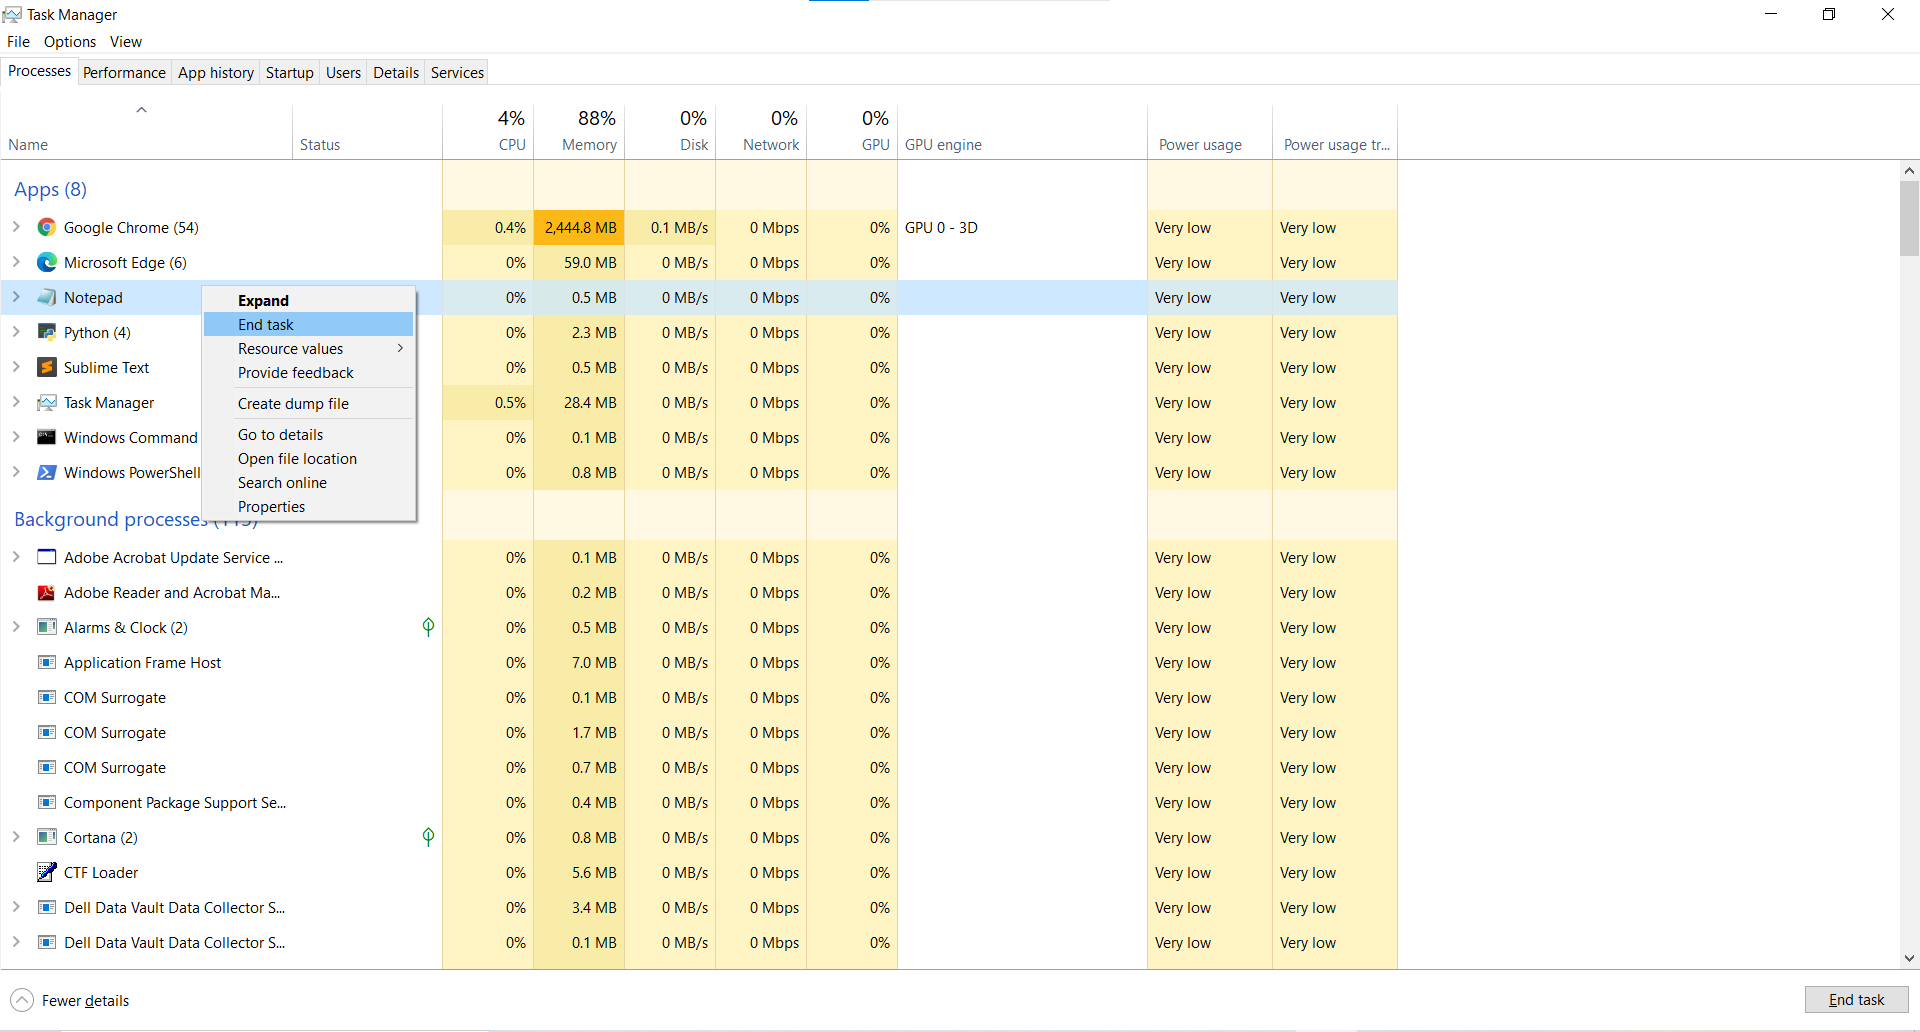 Task Manager
File Options View
Processes Performance App history Startup Users Details Services
4% 88% 0% 0% 0%
Name Status CPU Memory Disk Network GPU GPU engine Power usage Power usage tr...
Apps (8)
Google Chrome (54) 0.4% 2,444.8 MB 0.1 MB/s 0 Mbps 0% GPU 0 - 3D Very low Very low
Microsoft Edge (6) 0% 59.0 MB 0 MB/s 0 Mbps 0% Very low Very low
Notepad 0% 0.5 MB 0 MB/s 0 Mbps 0% Very low Very low
Expand
End task
Python (4) 0% 2.3 MB 0 MB/s 0 Mbps 0% Very low Very low
Resource values
Sublime Text 0% 0.5 MB 0 MB/s 0 Mbps 0% Very low Very low
Provide feedback
Task Manager 0.5% 28.4 MB 0 MB/s 0 Mbps 0% Very low Very low
Create dump file
Windows Command 0% 0.1 MB 0 MB/s 0 Mbps 0% Very low Very low
Go to details
Open file location
Windows PowerShell 0% 0.8 MB 0 MB/s 0 Mbps 0% Very low Very low
Search online
Properties
Background processes
Adobe Acrobat Update Service ... 0% 0.1 MB 0 MB/s 0 Mbps 0% Very low Very low
Adobe Reader and Acrobat Ma... 0% 0.2 MB 0 MB/s 0 Mbps 0% Very low Very low
Alarms & Clock (2) 0% 0.5 MB 0 MB/s 0 Mbps 0% Very low Very low
Application Frame Host 0% 7.0 MB 0 MB/s 0 Mbps 0% Very low Very low
COM Surrogate 0% 0.1 MB 0 MB/s 0 Mbps 0% Very low Very low
COM Surrogate 0% 1.7 MB 0 MB/s 0 Mbps 0% Very low Very low
COM Surrogate 0% 0.7 MB 0 MB/s 0 Mbps 0% Very low Very low
Component Package Support Se... 0% 0.4 MB 0 MB/s 0 Mbps 0% Very low Very low
Cortana (2) 0% 0.8 MB 0 MB/s 0 Mbps 0% Very low Very low
CTF Loader 0% 5.6 MB 0 MB/s 0 Mbps 0% Very low Very low
Dell Data Vault Data Collector S... 0% 3.4 MB 0 MB/s 0 Mbps 0% Very low Very low
Dell Data Vault Data Collector S... 0% 0.1 MB 0 MB/s 0 Mbps 0% Very low Very low
Fewer details End task